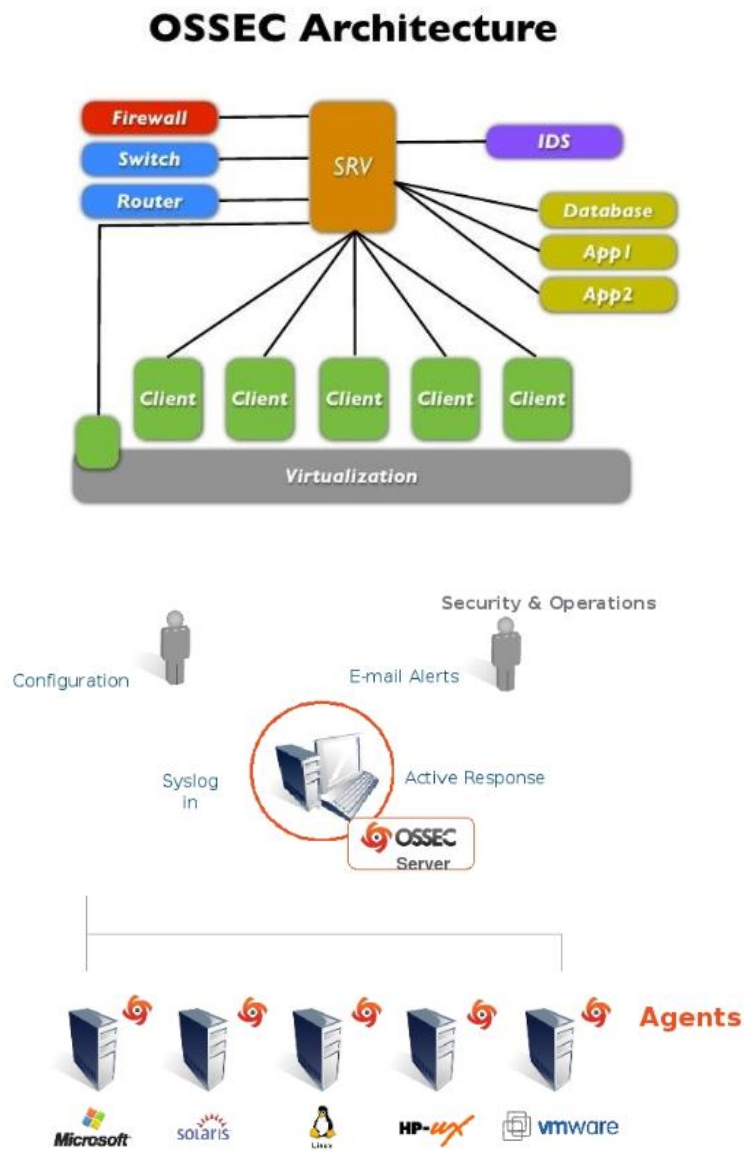 OSSEC Architecture
Firewall
Switch
Router
SRV
IDS
Database
App1
App2
Client Client Client Client Client
Virtualization
Security & Operations
Configuration
E-mail Alerts
Syslog
in
Active Response
OSSEC
Server
Agents
Microsoft solaris Linux HP-UX vmware